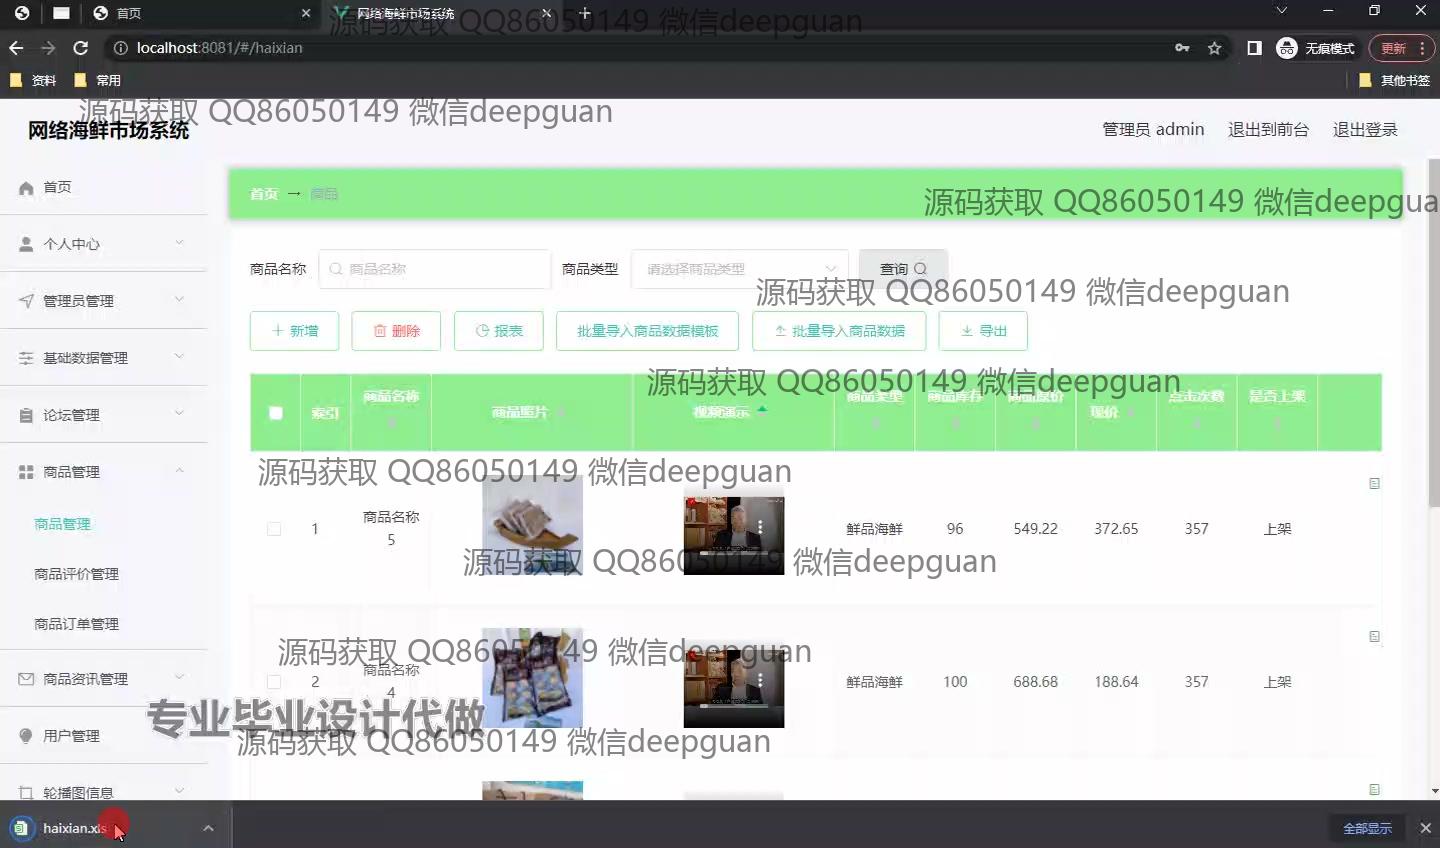 首页
网络海鲜市场系统
源码获取 QQ86050149 微信deepguan
localhost:8081/#/haixian
无痕模式
更新
资料
常用
其他书签
源码获取 QQ86050149 微信deepguan
网络海鲜市场系统
管理员 admin
退出到前台
退出登录
首页
个人中心
管理员管理
基础数据管理
论坛管理
商品管理
商品管理
商品评价管理
商品订单管理
商品资讯管理
用户管理
轮播图信息
首页 → 商品
源码获取 QQ86050149 微信deepgua
商品名称 商品名称 商品类型 请选择商品类型 查询
源码获取 QQ86050149 微信deepguan
新增 删除 报表 批量导入商品数据模板 批量导入商品数据 导出
源码获取 QQ86050149 微信deepguan
索引 商品名称 商品照片 视频演示 商品类型 商品库存 商品原价 现价 点击次数 是否上架
源码获取 QQ86050149 微信deepguan
1 商品名称5 鲜品海鲜 96 549.22 372.65 357 上架
源码获取 QQ86050149 微信deepguan
源码获取 QQ86050149 微信deepguan
2 商品名称4 鲜品海鲜 100 688.68 188.64 357 上架
专业毕业设计代做
源码获取 QQ86050149 微信deepguan
haixian.xls
全部显示